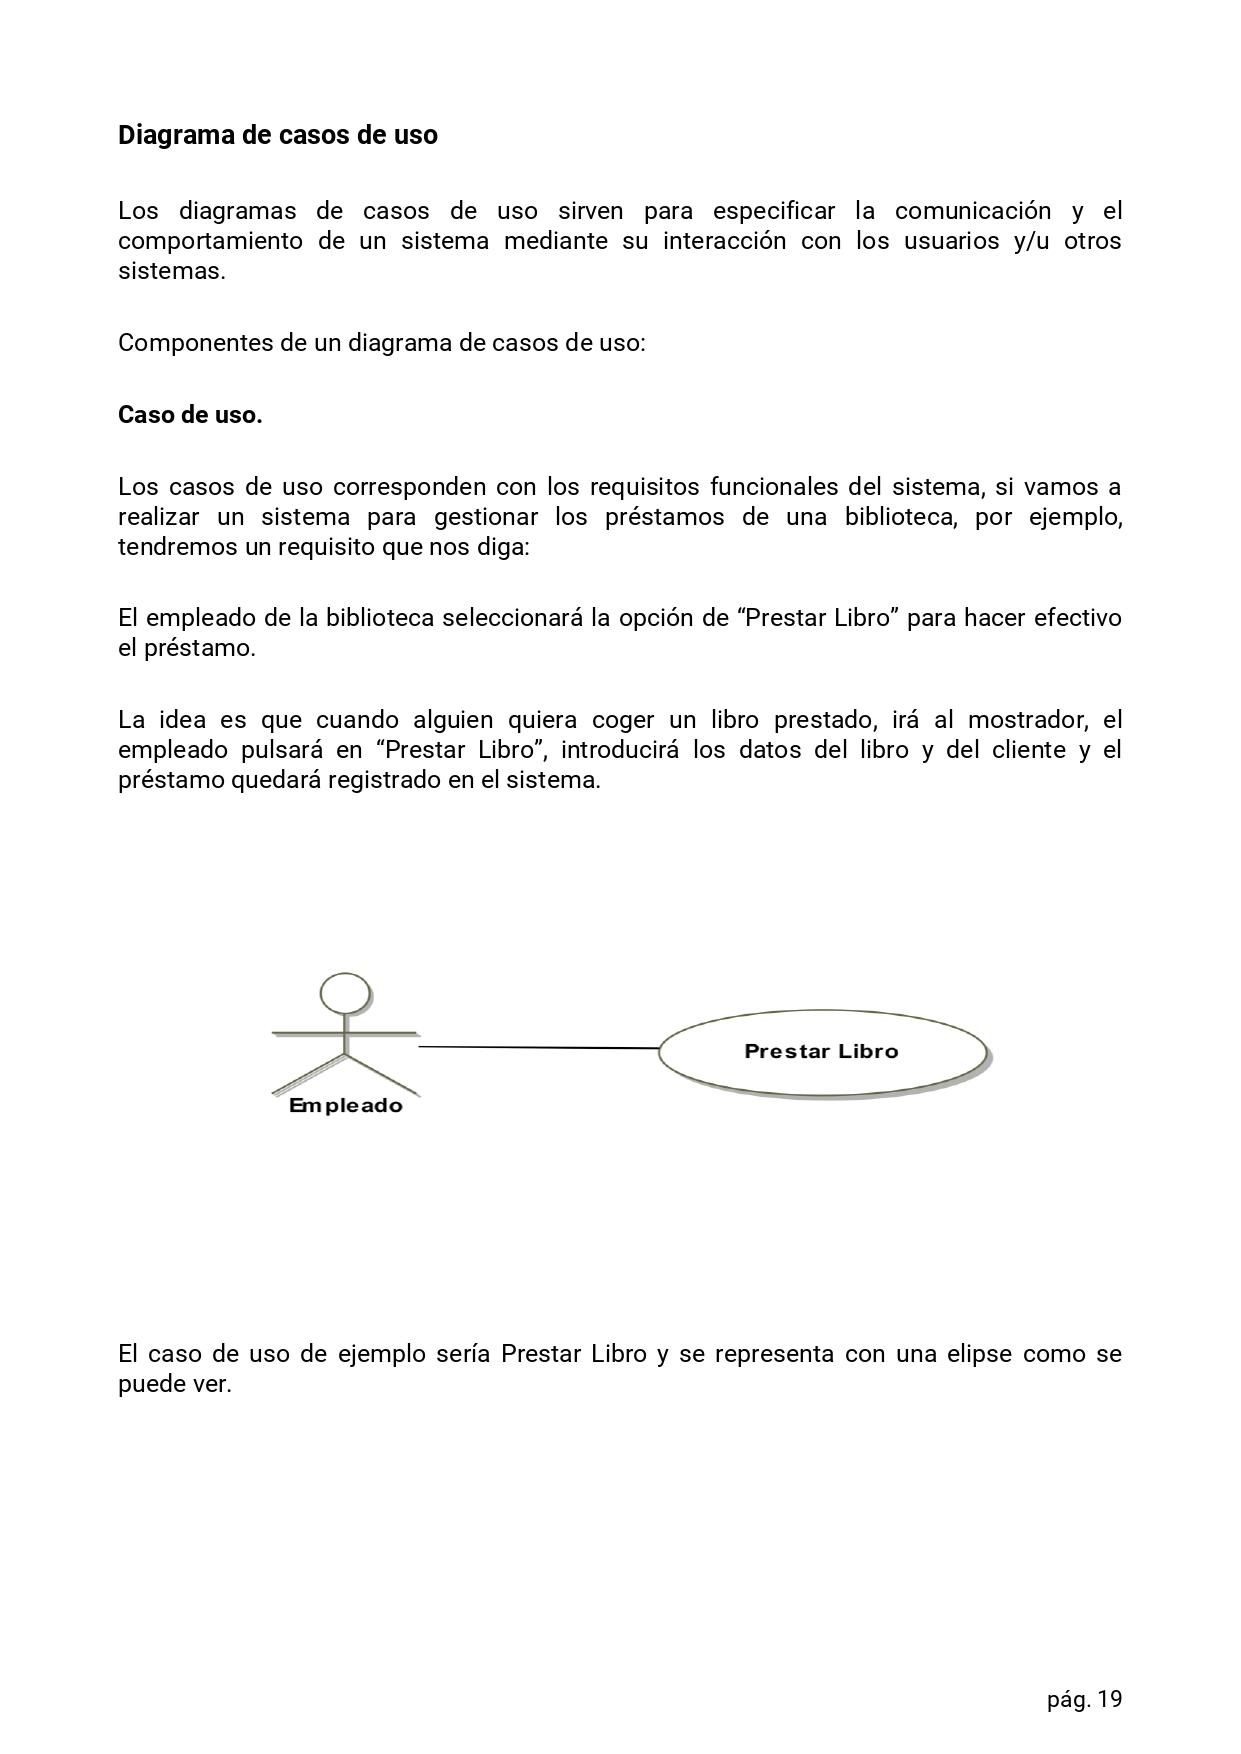 Diagrama de casos de uso
Los diagramas de casos de uso sirven para especificar la comunicación y el
comportamiento de un sistema mediante su interacción con los usuarios y/u otros
sistemas.
Componentes de un diagrama de casos de uso:
Caso de uso.
Los casos de uso corresponden con los requisitos funcionales del sistema, si vamos a
realizar un sistema para gestionar los préstamos de una biblioteca, por ejemplo,
tendremos un requisito que nos diga:
El empleado de la biblioteca seleccionará la opción de “Prestar Libro” para hacer efectivo
el préstamo.
La idea es que cuando alguien quiera coger un libro prestado, irá al mostrador, el
empleado pulsará en “Prestar Libro”, introducirá los datos del libro y del cliente y el
préstamo quedará registrado en el sistema.
Prestar Libro
Empleado
El caso de uso de ejemplo sería Prestar Libro y se representa con una elipse como se
puede ver.
pág. 19